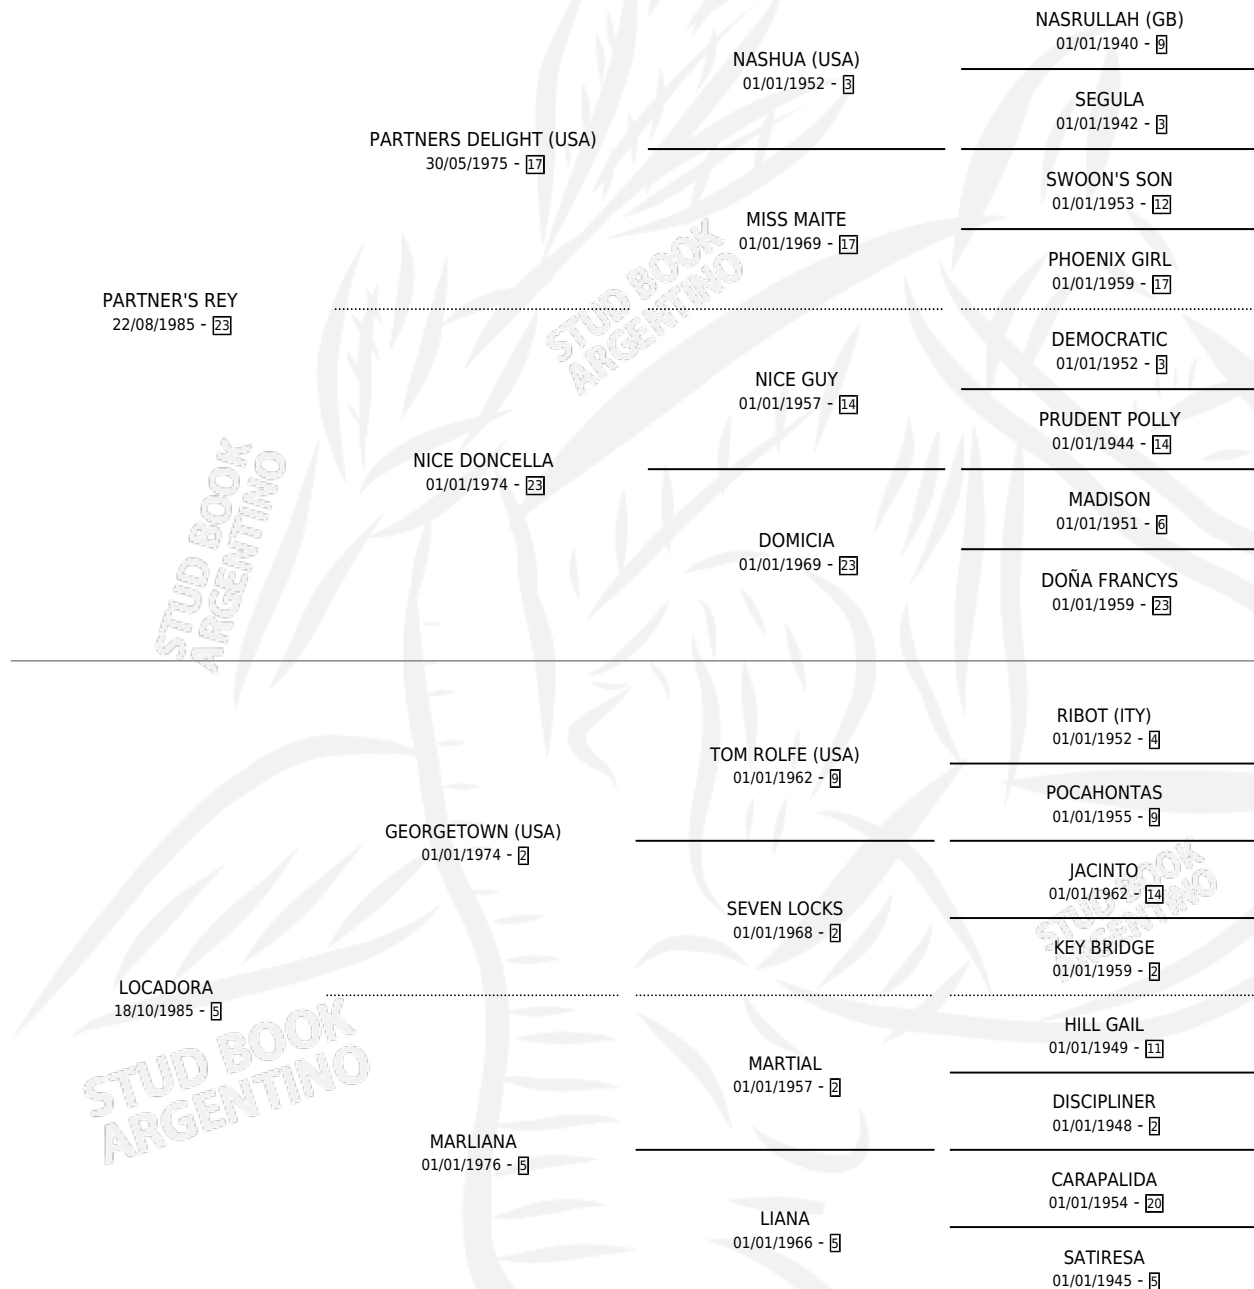 NASRULLAH (GB)
01/01/1940 - 9
NASHUA (USA)
01/01/1952 - 3
SEGULA
01/01/1942 - 3
PARTNERS DELIGHT (USA)
30/05/1975 - 17
SWOON'S SON
01/01/1953 - 12
MISS MAITE
01/01/1969 - 17
PHOENIX GIRL
01/01/1959 - 17
PARTNER'S REY
22/08/1985 - 23
DEMOCRATIC
01/01/1952 - 3
NICE GUY
01/01/1957 - 14
PRUDENT POLLY
01/01/1944 - 14
NICE DONCELLA
01/01/1974 - 23
MADISON
01/01/1951 - 6
DOMICIA
01/01/1969 - 23
DOÑA FRANCYS
01/01/1959 - 23
RIBOT (ITY)
01/01/1952 - 4
TOM ROLFE (USA)
01/01/1962 - 9
POCAHONTAS
01/01/1955 - 9
GEORGETOWN (USA)
01/01/1974 - 2
JACINTO
01/01/1962 - 14
SEVEN LOCKS
01/01/1968 - 2
KEY BRIDGE
01/01/1959 - 2
LOCADORA
18/10/1985 - 5
HILL GAIL
01/01/1949 - 11
MARTIAL
01/01/1957 - 2
DISCIPLINER
01/01/1948 - 2
MARLIANA
01/01/1976 - 5
CARAPALIDA
01/01/1954 - 20
LIANA
01/01/1966 - 5
SATIRESA
01/01/1945 - 5
STUD BOOK
ARGENTINO
STUD BOOK
ARGENTINO
STUD BOOK
ARGENTINO
STUD BOOK
ARGENTINO